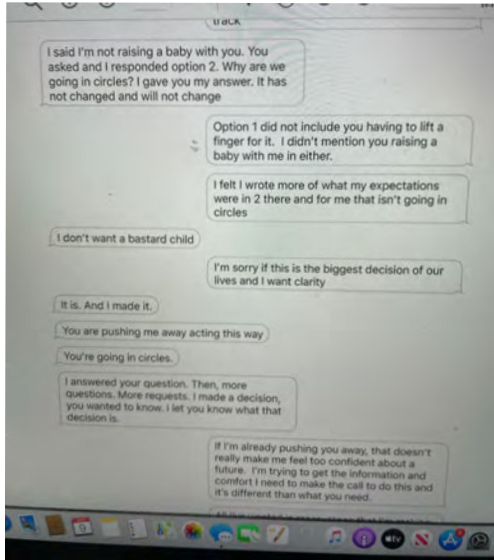 track
I said I'm not raising a baby with you. You
asked and I responded option 2. Why are we
going in circles? I gave you my answer. It has
not changed and will not change
Option 1 did not include you having to lift a
finger for it. I didn't mention you raising a
baby with me in either.
I felt I wrote more of what my expectations
were in 2 there and for me that isn't going in
circles
I don't want a bastard child
I'm sorry if this is the biggest decision of our
lives and I want clarity
It is. And I made it.
You are pushing me away acting this way
You're going in circles.
I answered your question. Then, more
questions. More requests. I made a decision,
you wanted to know. I let you know what that
decision is.
If I'm already pushing you away, that doesn't
really make me feel too confident about a
future. I'm trying to get the information and
comfort I need to make the call to do this and
it's different than what you need.
tv